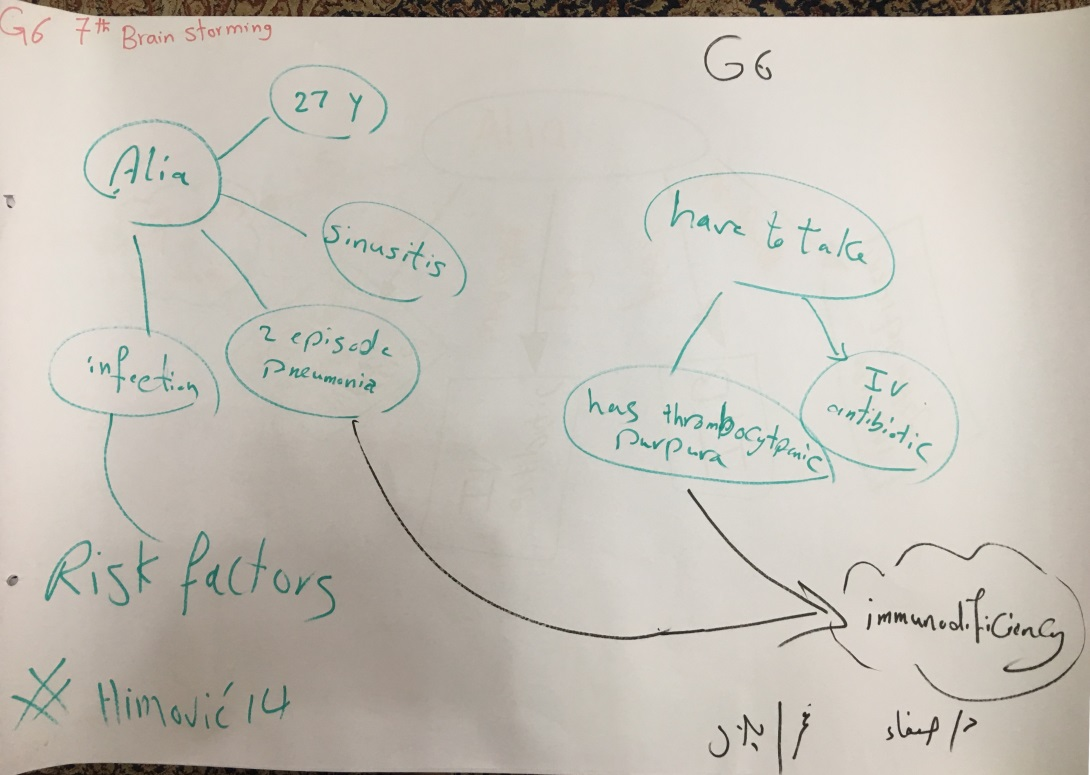 G6 7th Brain storming
G6
27 Y
Alia
sinusitis
2 episode
Pneumonia
infection
Risk factors
# Himović 14
have to take
IV
antibiotic
has thrombocytpenic
purpura
immunodificiency